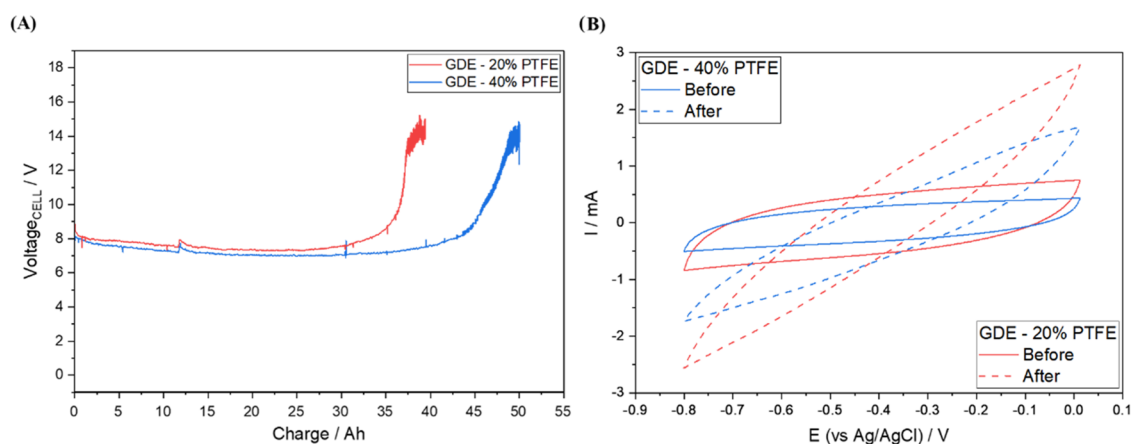 (A)
18
16
14
12
10
8
6
4
2
0
Voltage_CELL / V
GDE - 20% PTFE
GDE - 40% PTFE
0 5 10 15 20 25 30 35 40 45 50 55
Charge / Ah
(B)
3
2
1
0
-1
-2
-3
I / mA
GDE - 40% PTFE
Before
After
GDE - 20% PTFE
Before
After
-0.9 -0.8 -0.7 -0.6 -0.5 -0.4 -0.3 -0.2 -0.1 0.0 0.1
E (vs Ag/AgCl) / V